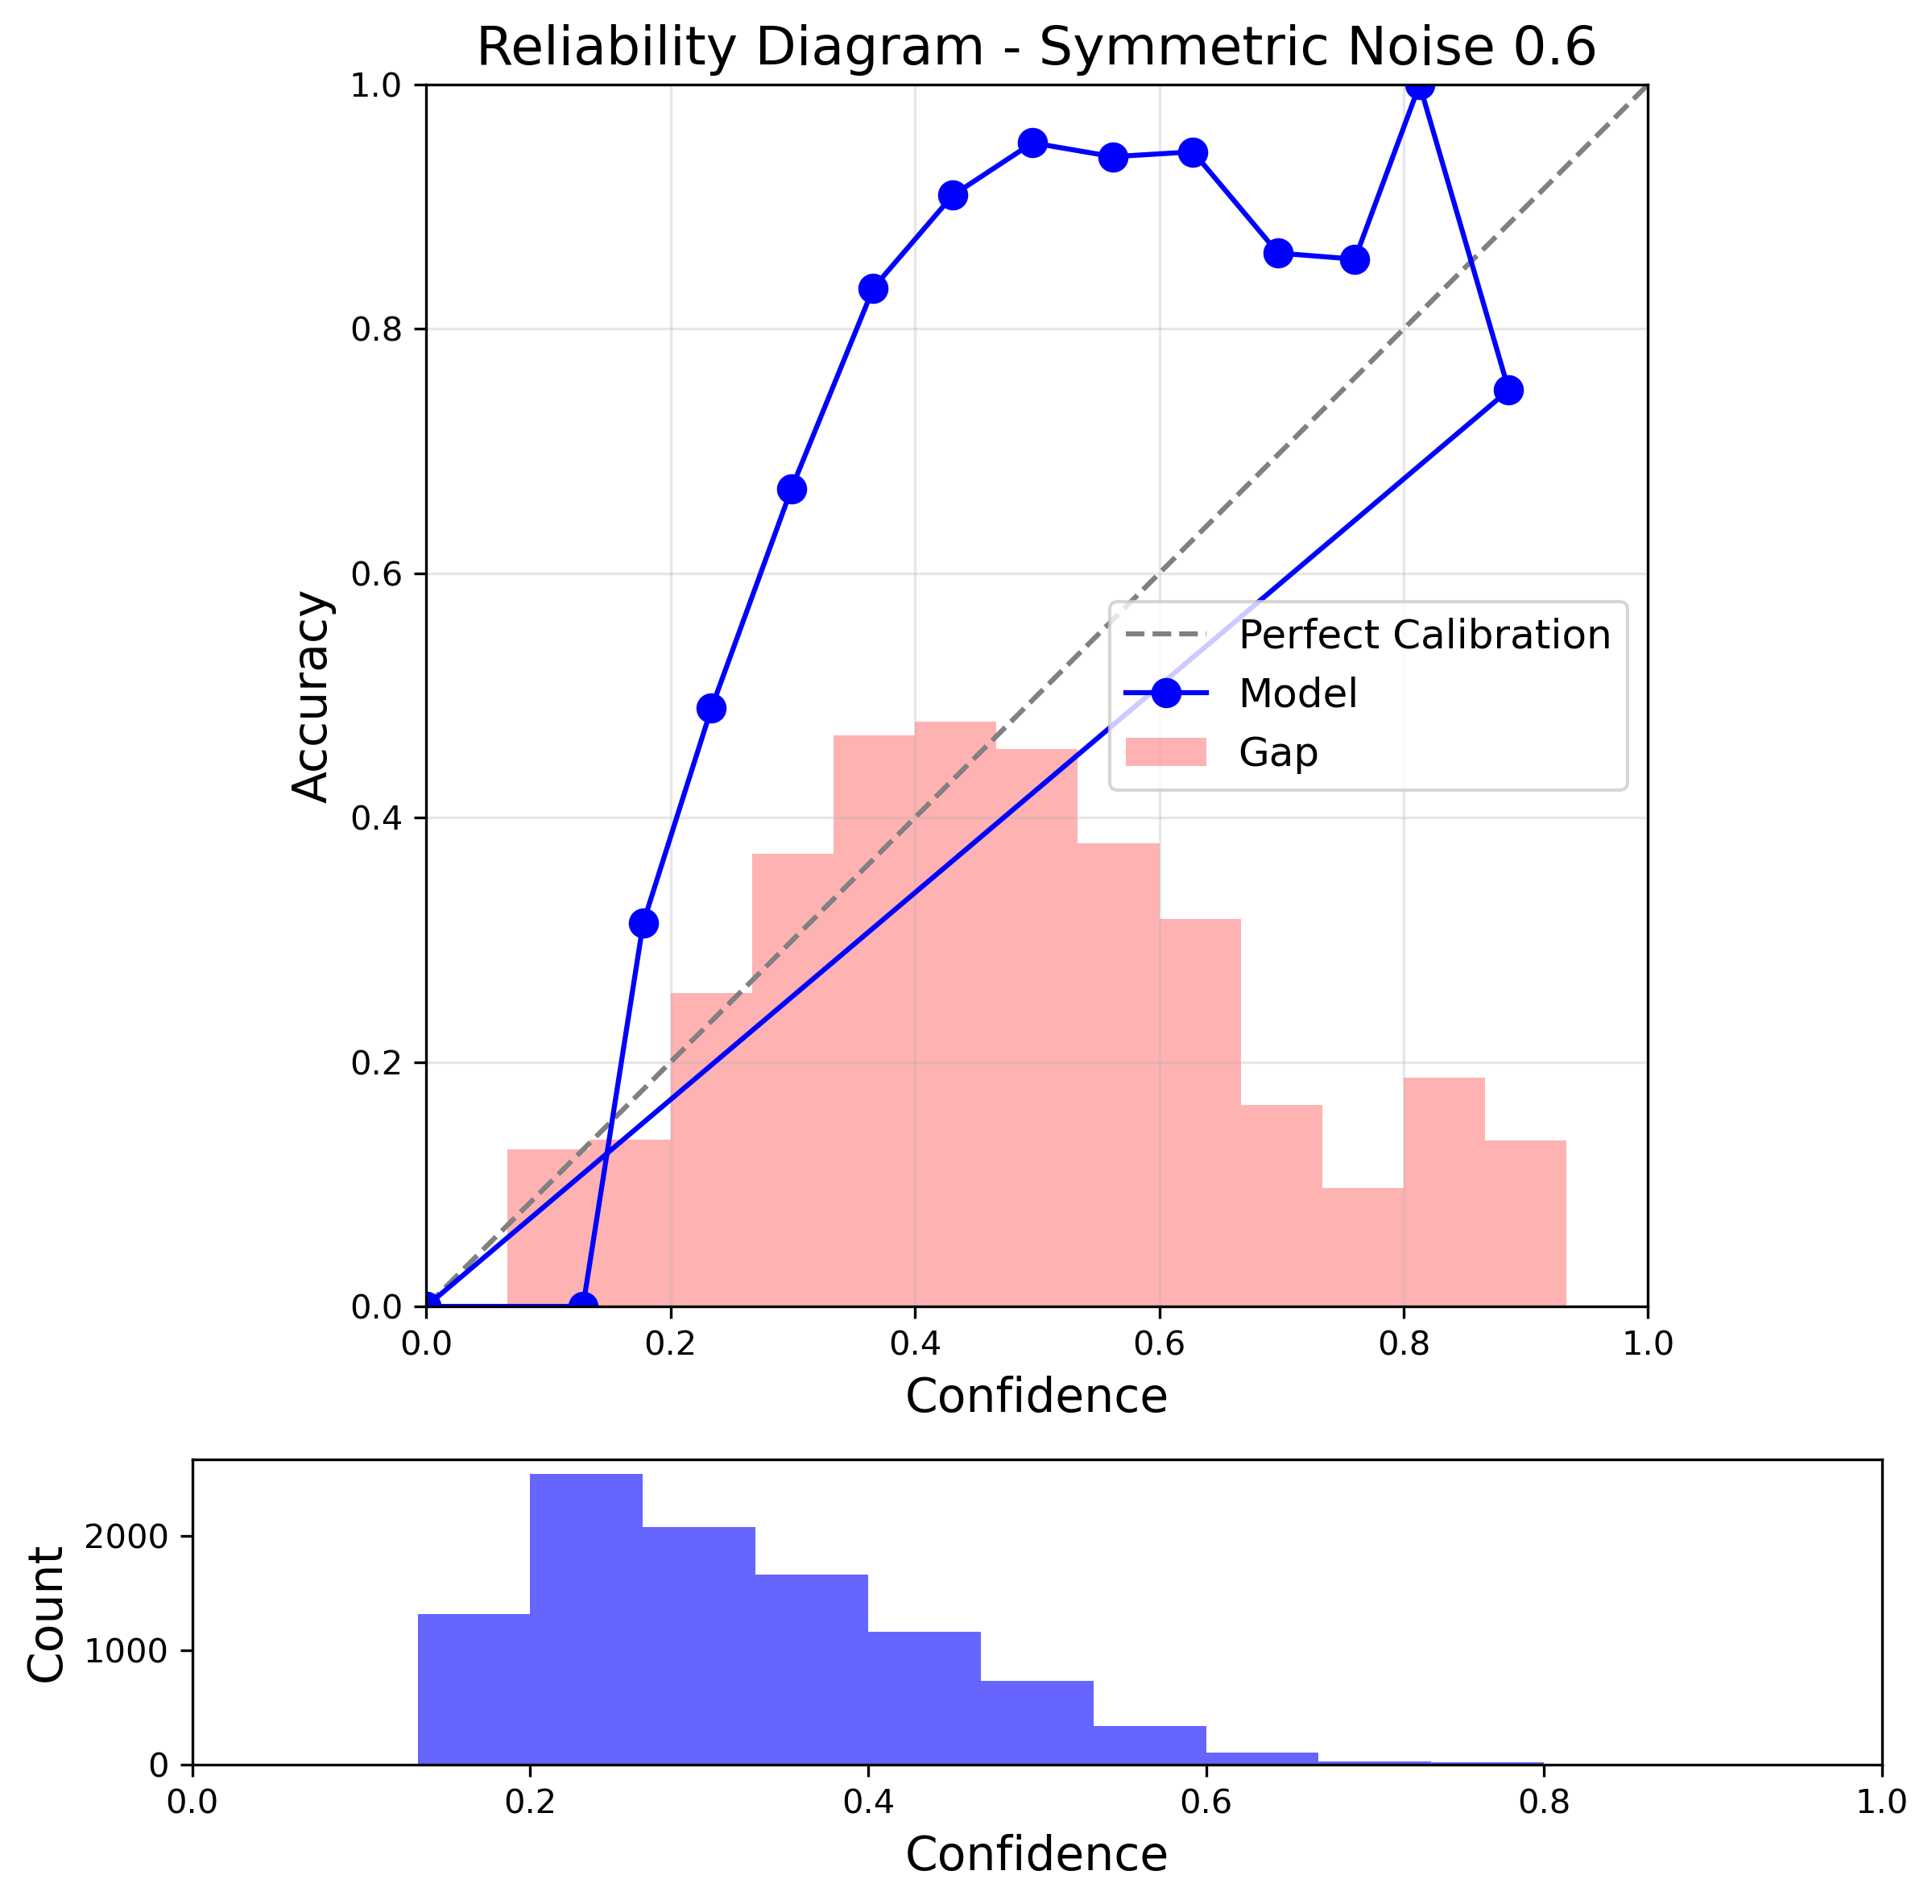 Reliability Diagram - Symmetric Noise 0.6
1.0
0.8
0.6
0.4
0.2
0.0
Accuracy
Perfect Calibration
Model
Gap
0.0 0.2 0.4 0.6 0.8 1.0
Confidence
2000
1000
0
Count
0.0 0.2 0.4 0.6 0.8 1.0
Confidence